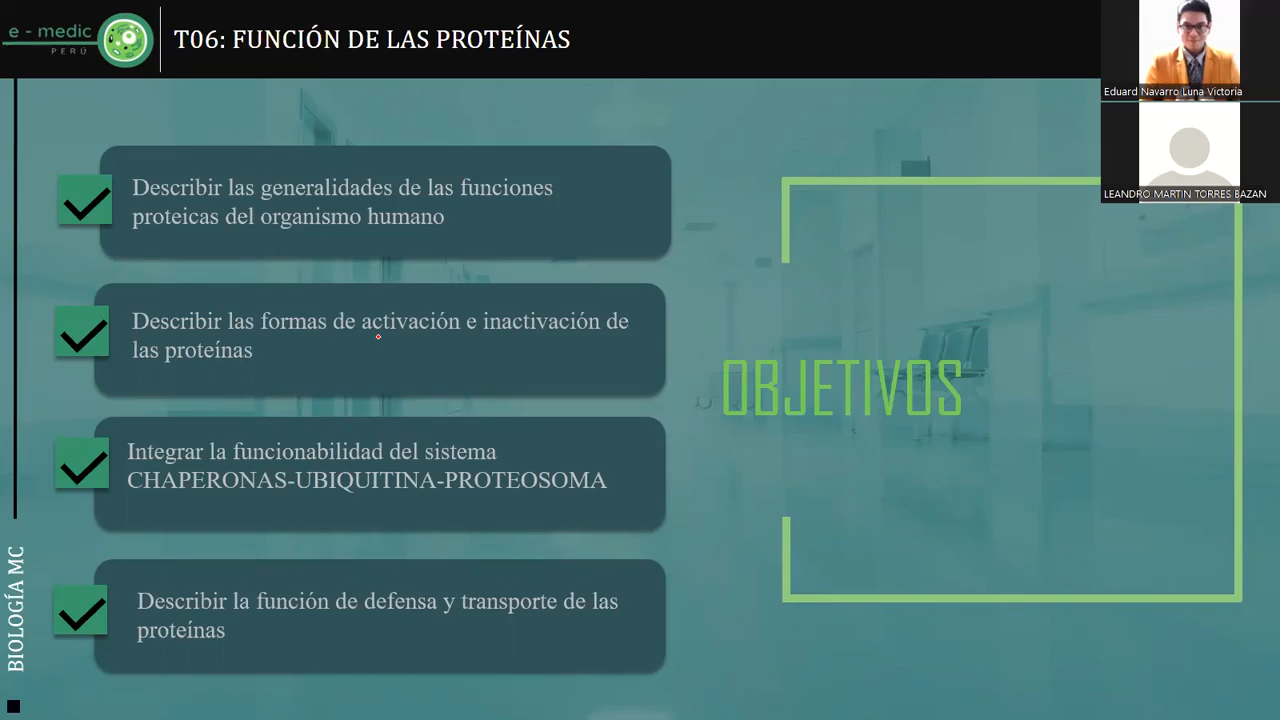 e - medic
PERÚ
T06: FUNCIÓN DE LAS PROTEÍNAS
Eduard Navarro Luna Victoria
LEANDRO MARTIN TORRES BAZAN
Describir las generalidades de las funciones
proteicas del organismo humano
Describir las formas de activación e inactivación de
las proteínas
Integrar la funcionabilidad del sistema
CHAPERONAS-UBIQUITINA-PROTEOSOMA
Describir la función de defensa y transporte de las
proteínas
OBJETIVOS
BIOLOGÍA MC